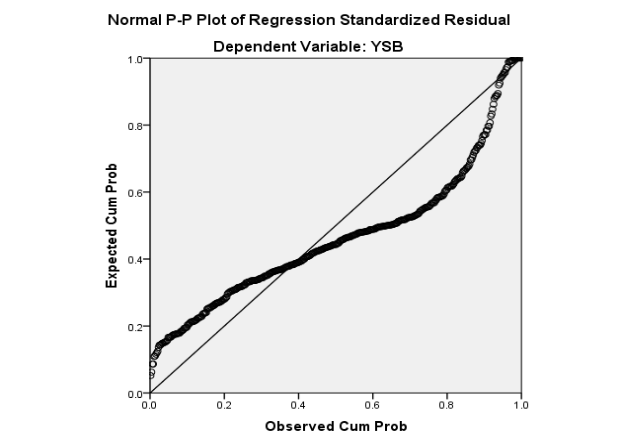 Normal P-P Plot of Regression Standardized Residual
Dependent Variable: YSB
1.0
0.8
0.6
0.4
0.2
0.0
Expected Cum Prob
0.0 0.2 0.4 0.6 0.8 1.0
Observed Cum Prob